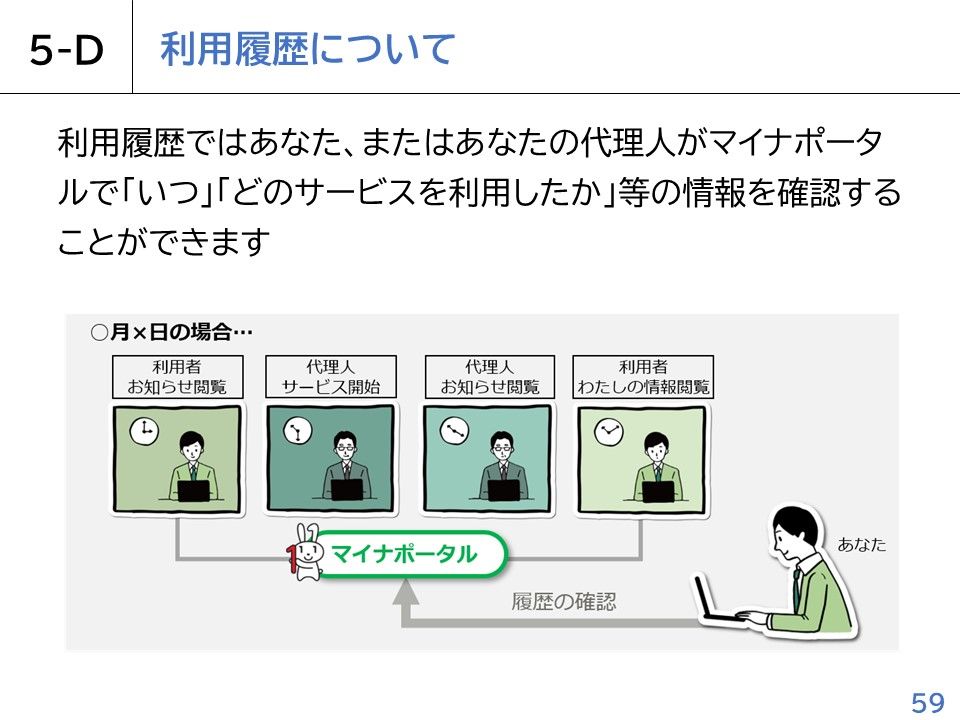 5-D
利用履歴について
利用履歴ではあなた、またはあなたの代理人がマイナポータ
ルで「いつ」「どのサービスを利用したか」等の情報を確認する
ことができます
○月×日の場合…
利用者
お知らせ閲覧
代理人
サービス開始
代理人
お知らせ閲覧
利用者
わたしの情報閲覧
マイナポータル
あなた
履歴の確認
59